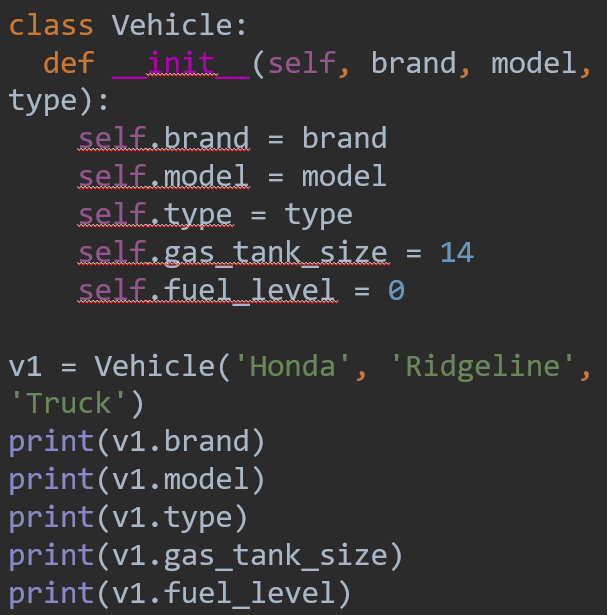 class Vehicle:
  def __init__(self, brand, model,
type):
    self.brand = brand
    self.model = model
    self.type = type
    self.gas_tank_size = 14
    self.fuel_level = 0

v1 = Vehicle('Honda', 'Ridgeline',
'Truck')
print(v1.brand)
print(v1.model)
print(v1.type)
print(v1.gas_tank_size)
print(v1.fuel_level)